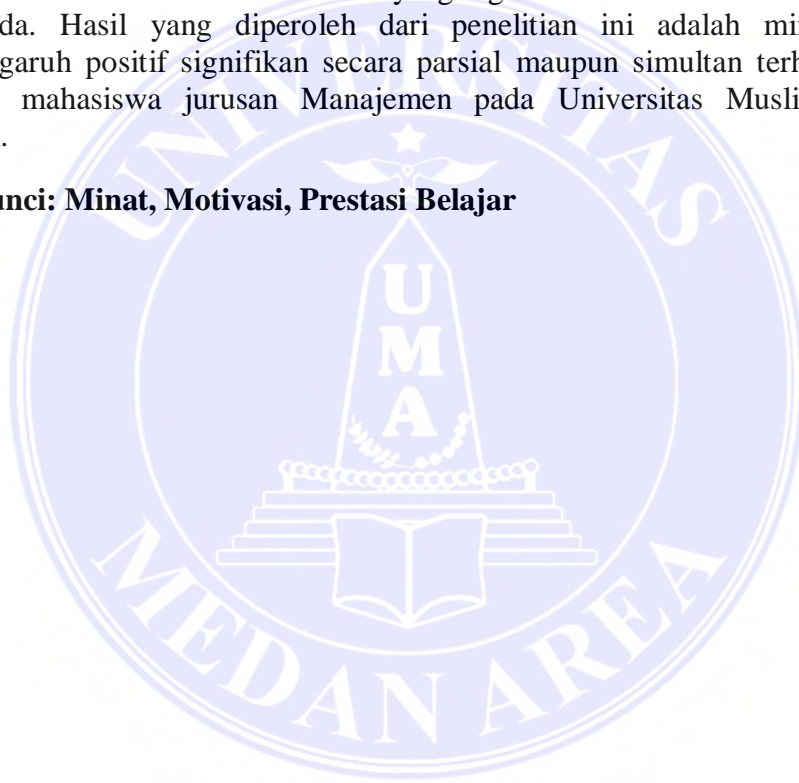 da. Hasil yang diperoleh dari penelitian ini adalah
garuh positif signifikan secara parsial maupun simultan
mahasiswa jurusan Manajemen pada Universitas
unci: Minat, Motivasi, Prestasi Belajar
UNIVERSITAS
UMA
MEDAN AREA